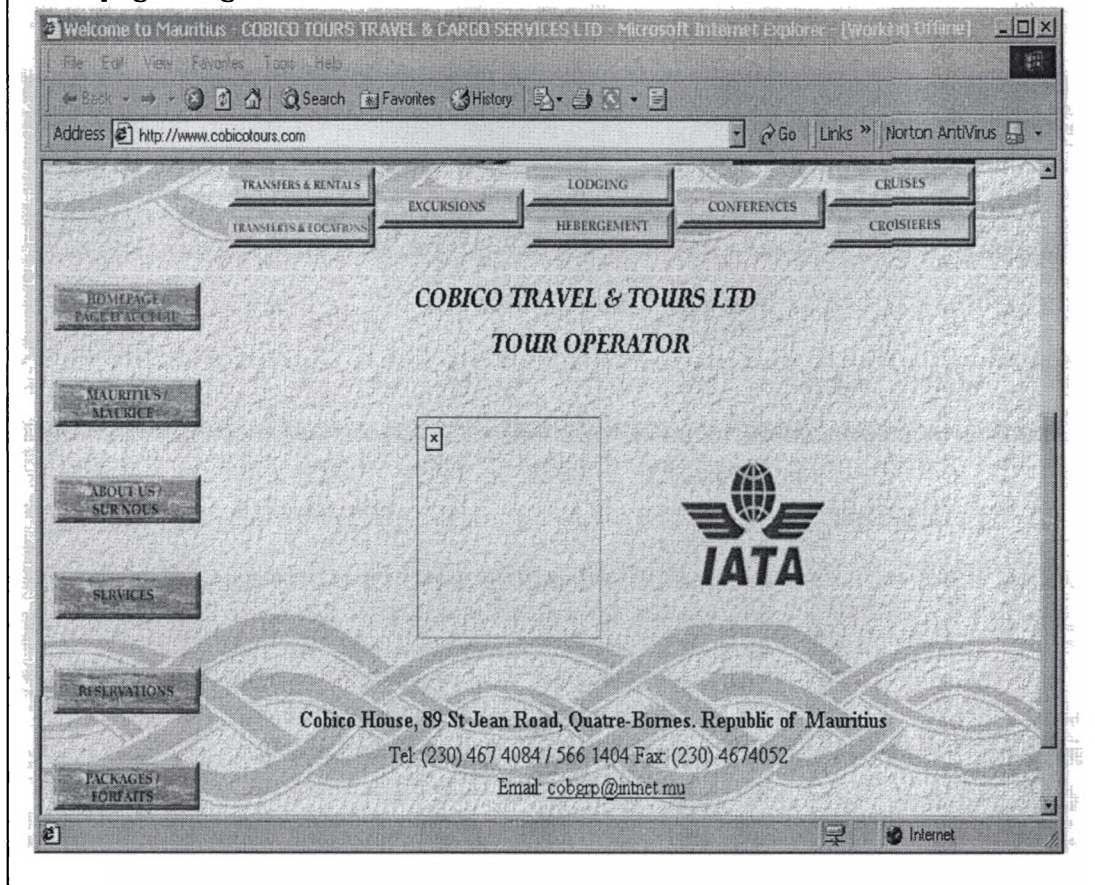 Welcome to Mauritius - COBICO TOURS TRAVEL & CARGO SERVICES LTD - Microsoft Internet Explorer - [Working Offline]
File Edit View Favorites Tools Help
Back Search Favorites History
Address http://www.cobicotours.com Go Links » Norton AntiVirus
TRANSFERS & RENTALS LODGING CRUISES
EXCURSIONS CONFERENCES
TRANSFERTS & LOCATIONS HEBERGEMENT CROISIERES
HOMEPAGE /
PAGE D'ACCUEIL
COBICO TRAVEL & TOURS LTD
TOUR OPERATOR
MAURITIUS /
MAURICE
ABOUT US /
SUR NOUS
IATA
SERVICES
RESERVATIONS
Cobico House, 89 St Jean Road, Quatre-Bornes. Republic of Mauritius
Tel: (230) 467 4084 / 566 1404 Fax: (230) 4674052
PACKAGES /
FORFAITS
Email: cobgrp@intnet.mu
Internet